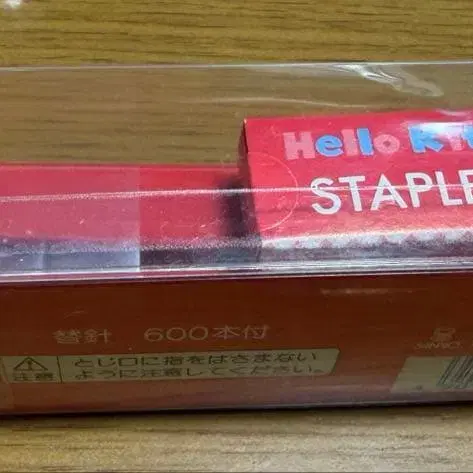 Hello Kit
STAPLE
替針 600本付
注意 とじ口に指をはさまない
ように注意してください。
SANRIO